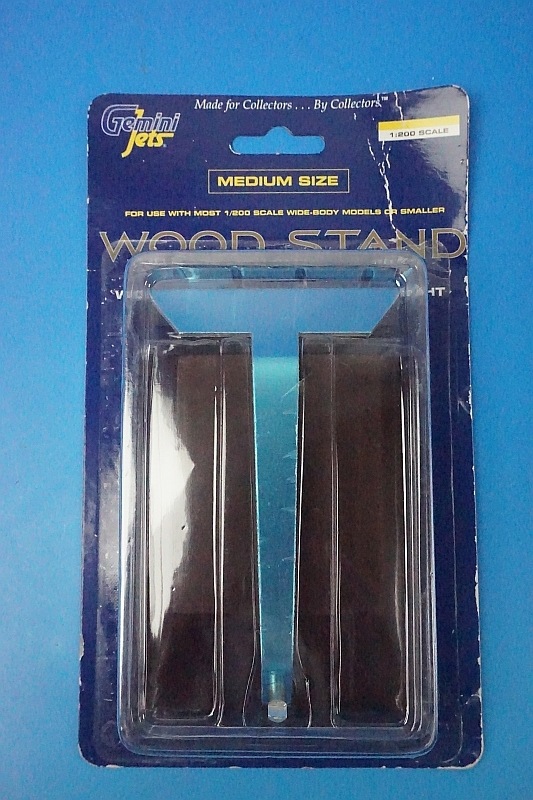 Gemini Jets
Made for Collectors . . . By Collectors™
1:200 SCALE
MEDIUM SIZE
FOR USE WITH MOST 1/200 SCALE WIDE-BODY MODELS OR SMALLER
WOOD STAND